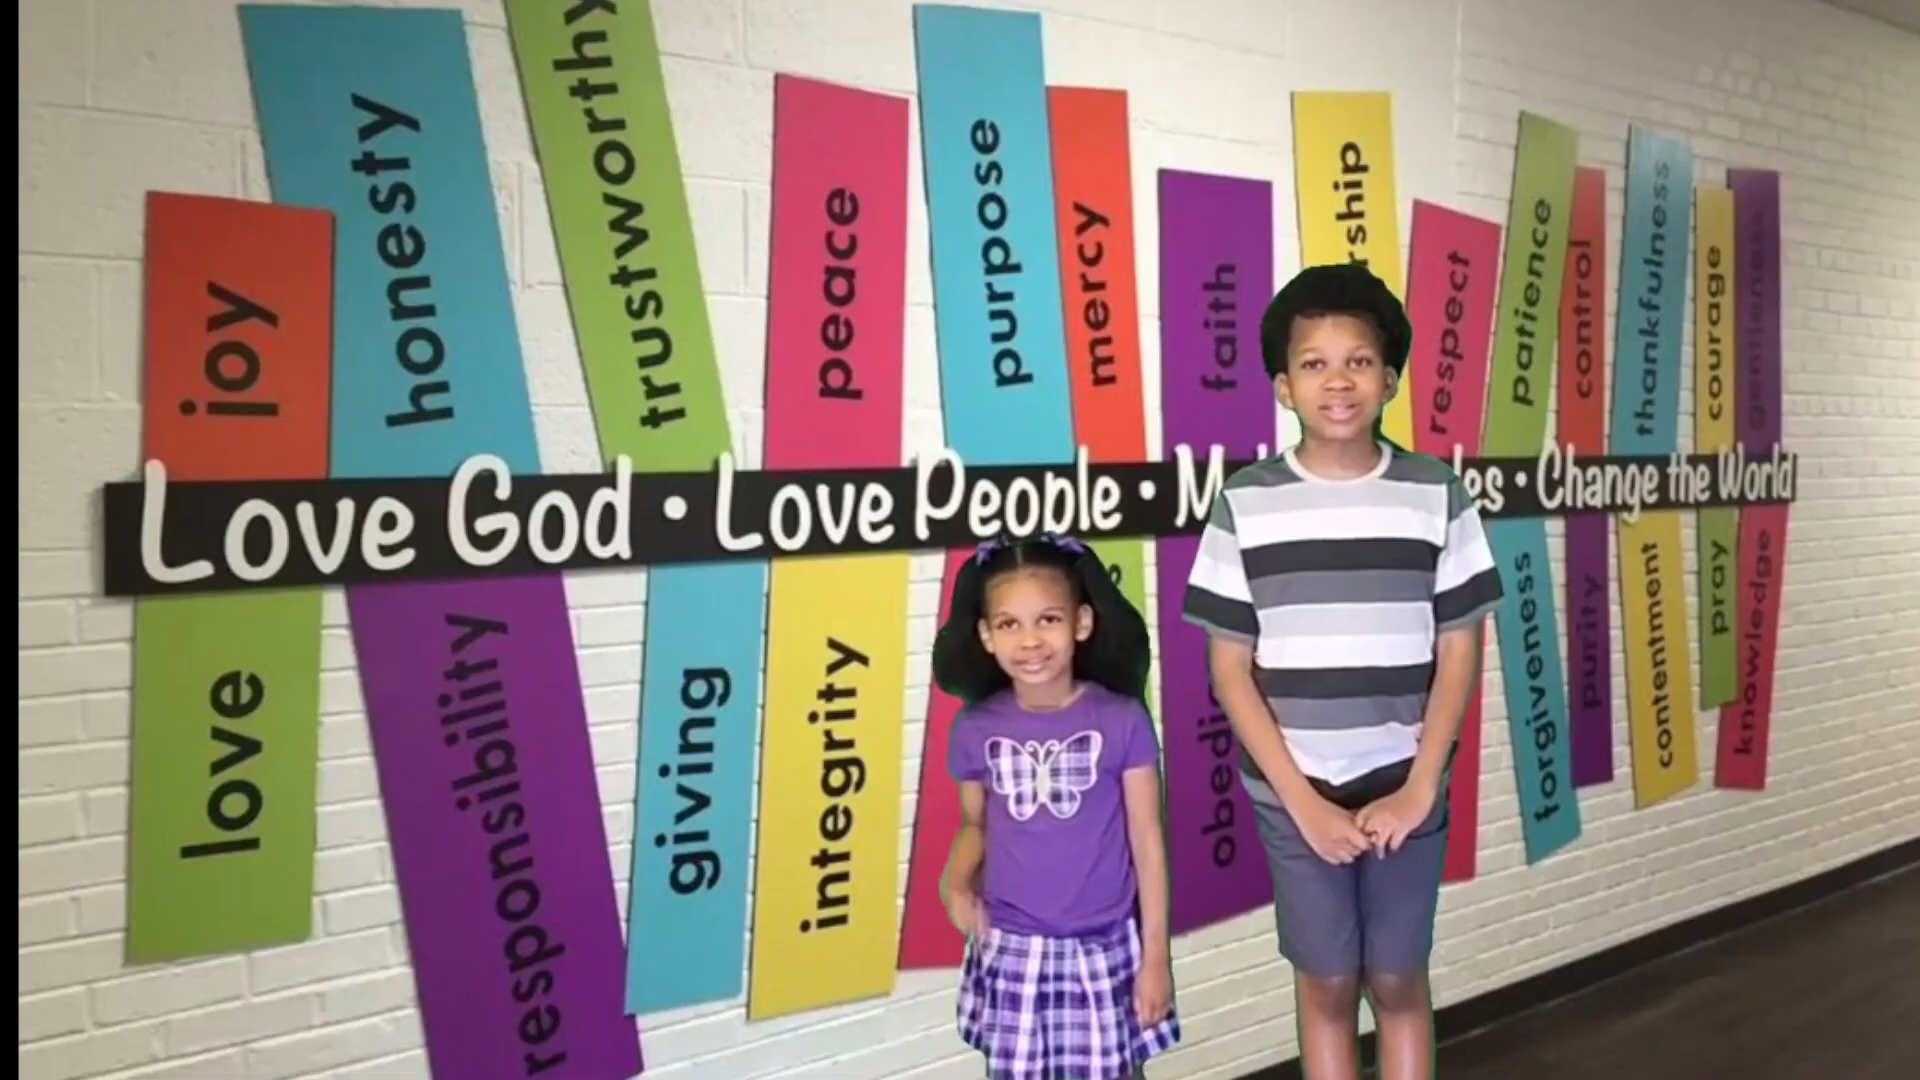 joy
honesty
trustworthy
peace
purpose
mercy
faith
respect
patience
control
thankfulness
courage
gentleness
Love God • Love People • • Change the World
love
responsibility
giving
integrity
forgiveness
purity
contentment
pray
knowledge